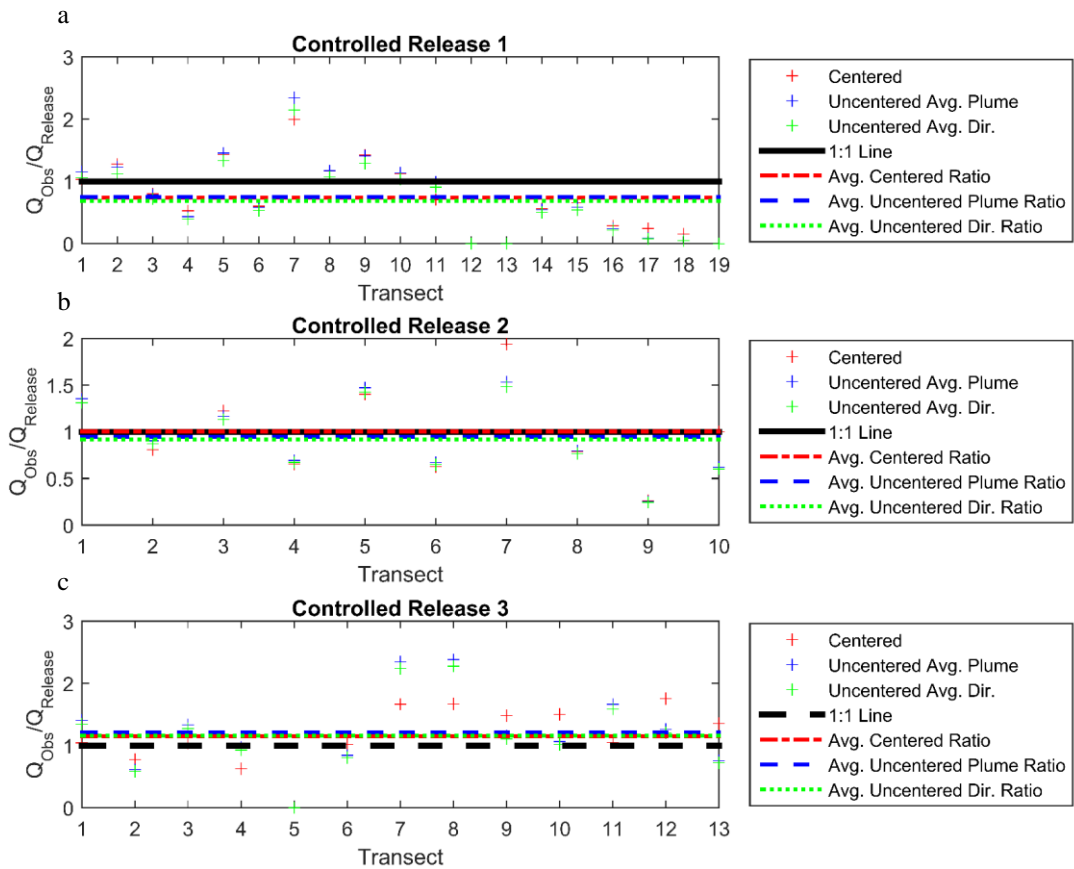 a
Controlled Release 1
3
2
1
0
Q_Obs/Q_Release
1 2 3 4 5 6 7 8 9 10 11 12 13 14 15 16 17 18 19
Transect
Centered
Uncentered Avg. Plume
Uncentered Avg. Dir.
1:1 Line
Avg. Centered Ratio
Avg. Uncentered Plume Ratio
Avg. Uncentered Dir. Ratio
b
Controlled Release 2
2
1.5
1
0.5
0
Q_Obs/Q_Release
1 2 3 4 5 6 7 8 9 10
Transect
Centered
Uncentered Avg. Plume
Uncentered Avg. Dir.
1:1 Line
Avg. Centered Ratio
Avg. Uncentered Plume Ratio
Avg. Uncentered Dir. Ratio
c
Controlled Release 3
3
2
1
0
Q_Obs/Q_Release
1 2 3 4 5 6 7 8 9 10 11 12 13
Transect
Centered
Uncentered Avg. Plume
Uncentered Avg. Dir.
1:1 Line
Avg. Centered Ratio
Avg. Uncentered Plume Ratio
Avg. Uncentered Dir. Ratio